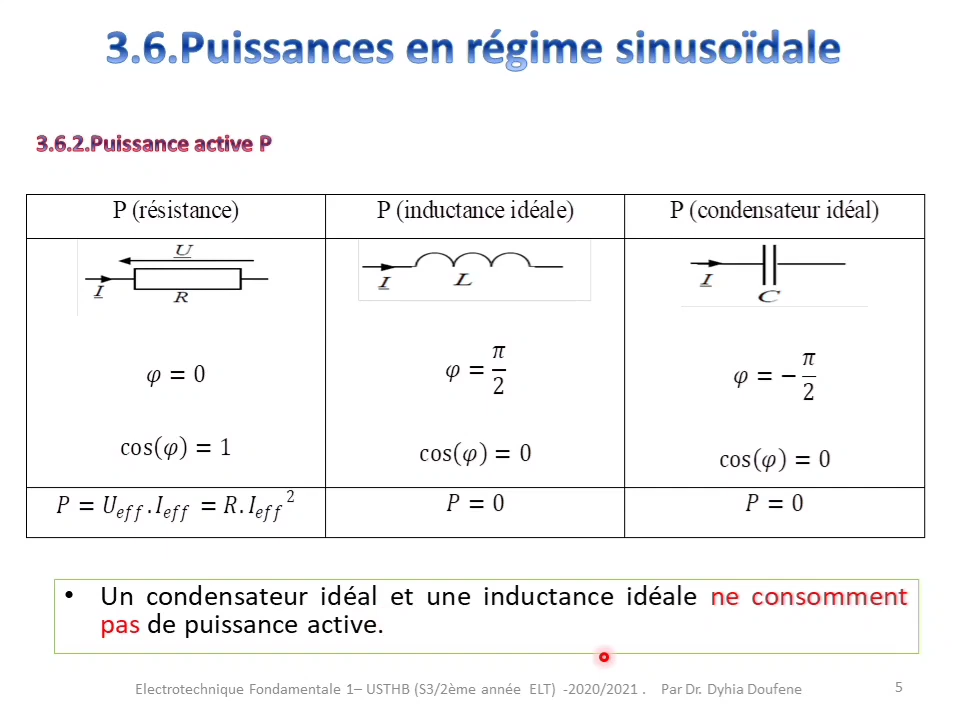 3.6.Puissances en régime sinusoïdale
3.6.2.Puissance active P
P (résistance)
P (inductance idéale)
P (condensateur idéal)
U
I
R
I
L
I
C
φ = 0
φ = π/2
φ = − π/2
cos(φ) = 1
cos(φ) = 0
cos(φ) = 0
P = U_eff . I_eff = R. I_eff ²
P = 0
P = 0
• Un condensateur idéal et une inductance idéale ne consomment
pas de puissance active.
Electrotechnique Fondamentale 1– USTHB (S3/2ème année ELT) -2020/2021 . Par Dr. Dyhia Doufene
5